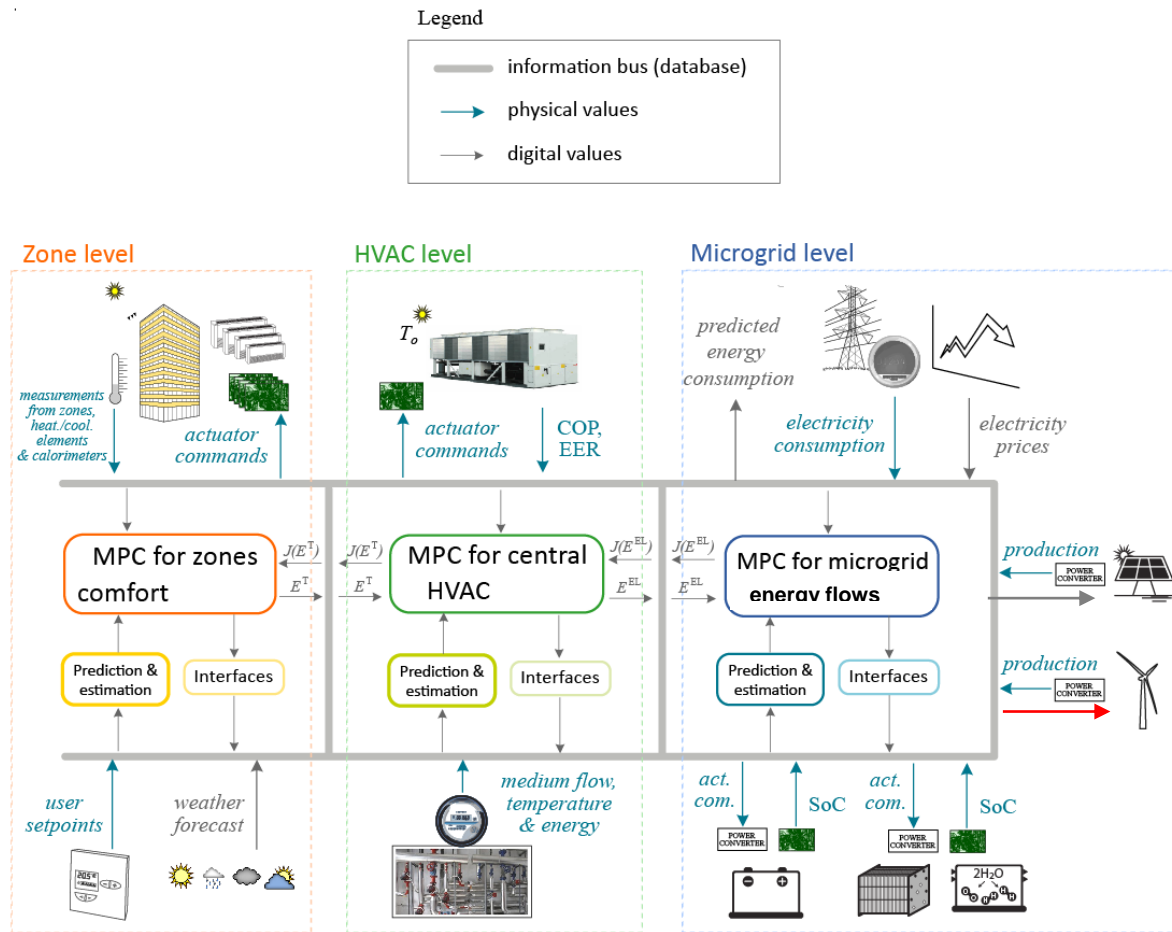 Legend
information bus (database)
physical values
digital values
Zone level
HVAC level
Microgrid level
measurements
from zones,
heat./cool.
elements
& calorimeters
actuator
commands
T_o
actuator
commands
COP,
EER
predicted
energy
consumption
electricity
consumption
electricity
prices
MPC for zones
comfort
J(E^T)
E^T
J(E^T)
E^T
MPC for central
HVAC
J(E^EL)
E^EL
J(E^EL)
E^EL
MPC for microgrid
energy flows
production
POWER
CONVERTER
production
POWER
CONVERTER
Prediction &
estimation
Interfaces
Prediction &
estimation
Interfaces
Prediction &
estimation
Interfaces
user
setpoints
weather
forecast
medium flow,
temperature
& energy
act.
com.
SoC
act.
com.
SoC
POWER
CONVERTER
POWER
CONVERTER
2H₂O
O O H H H H